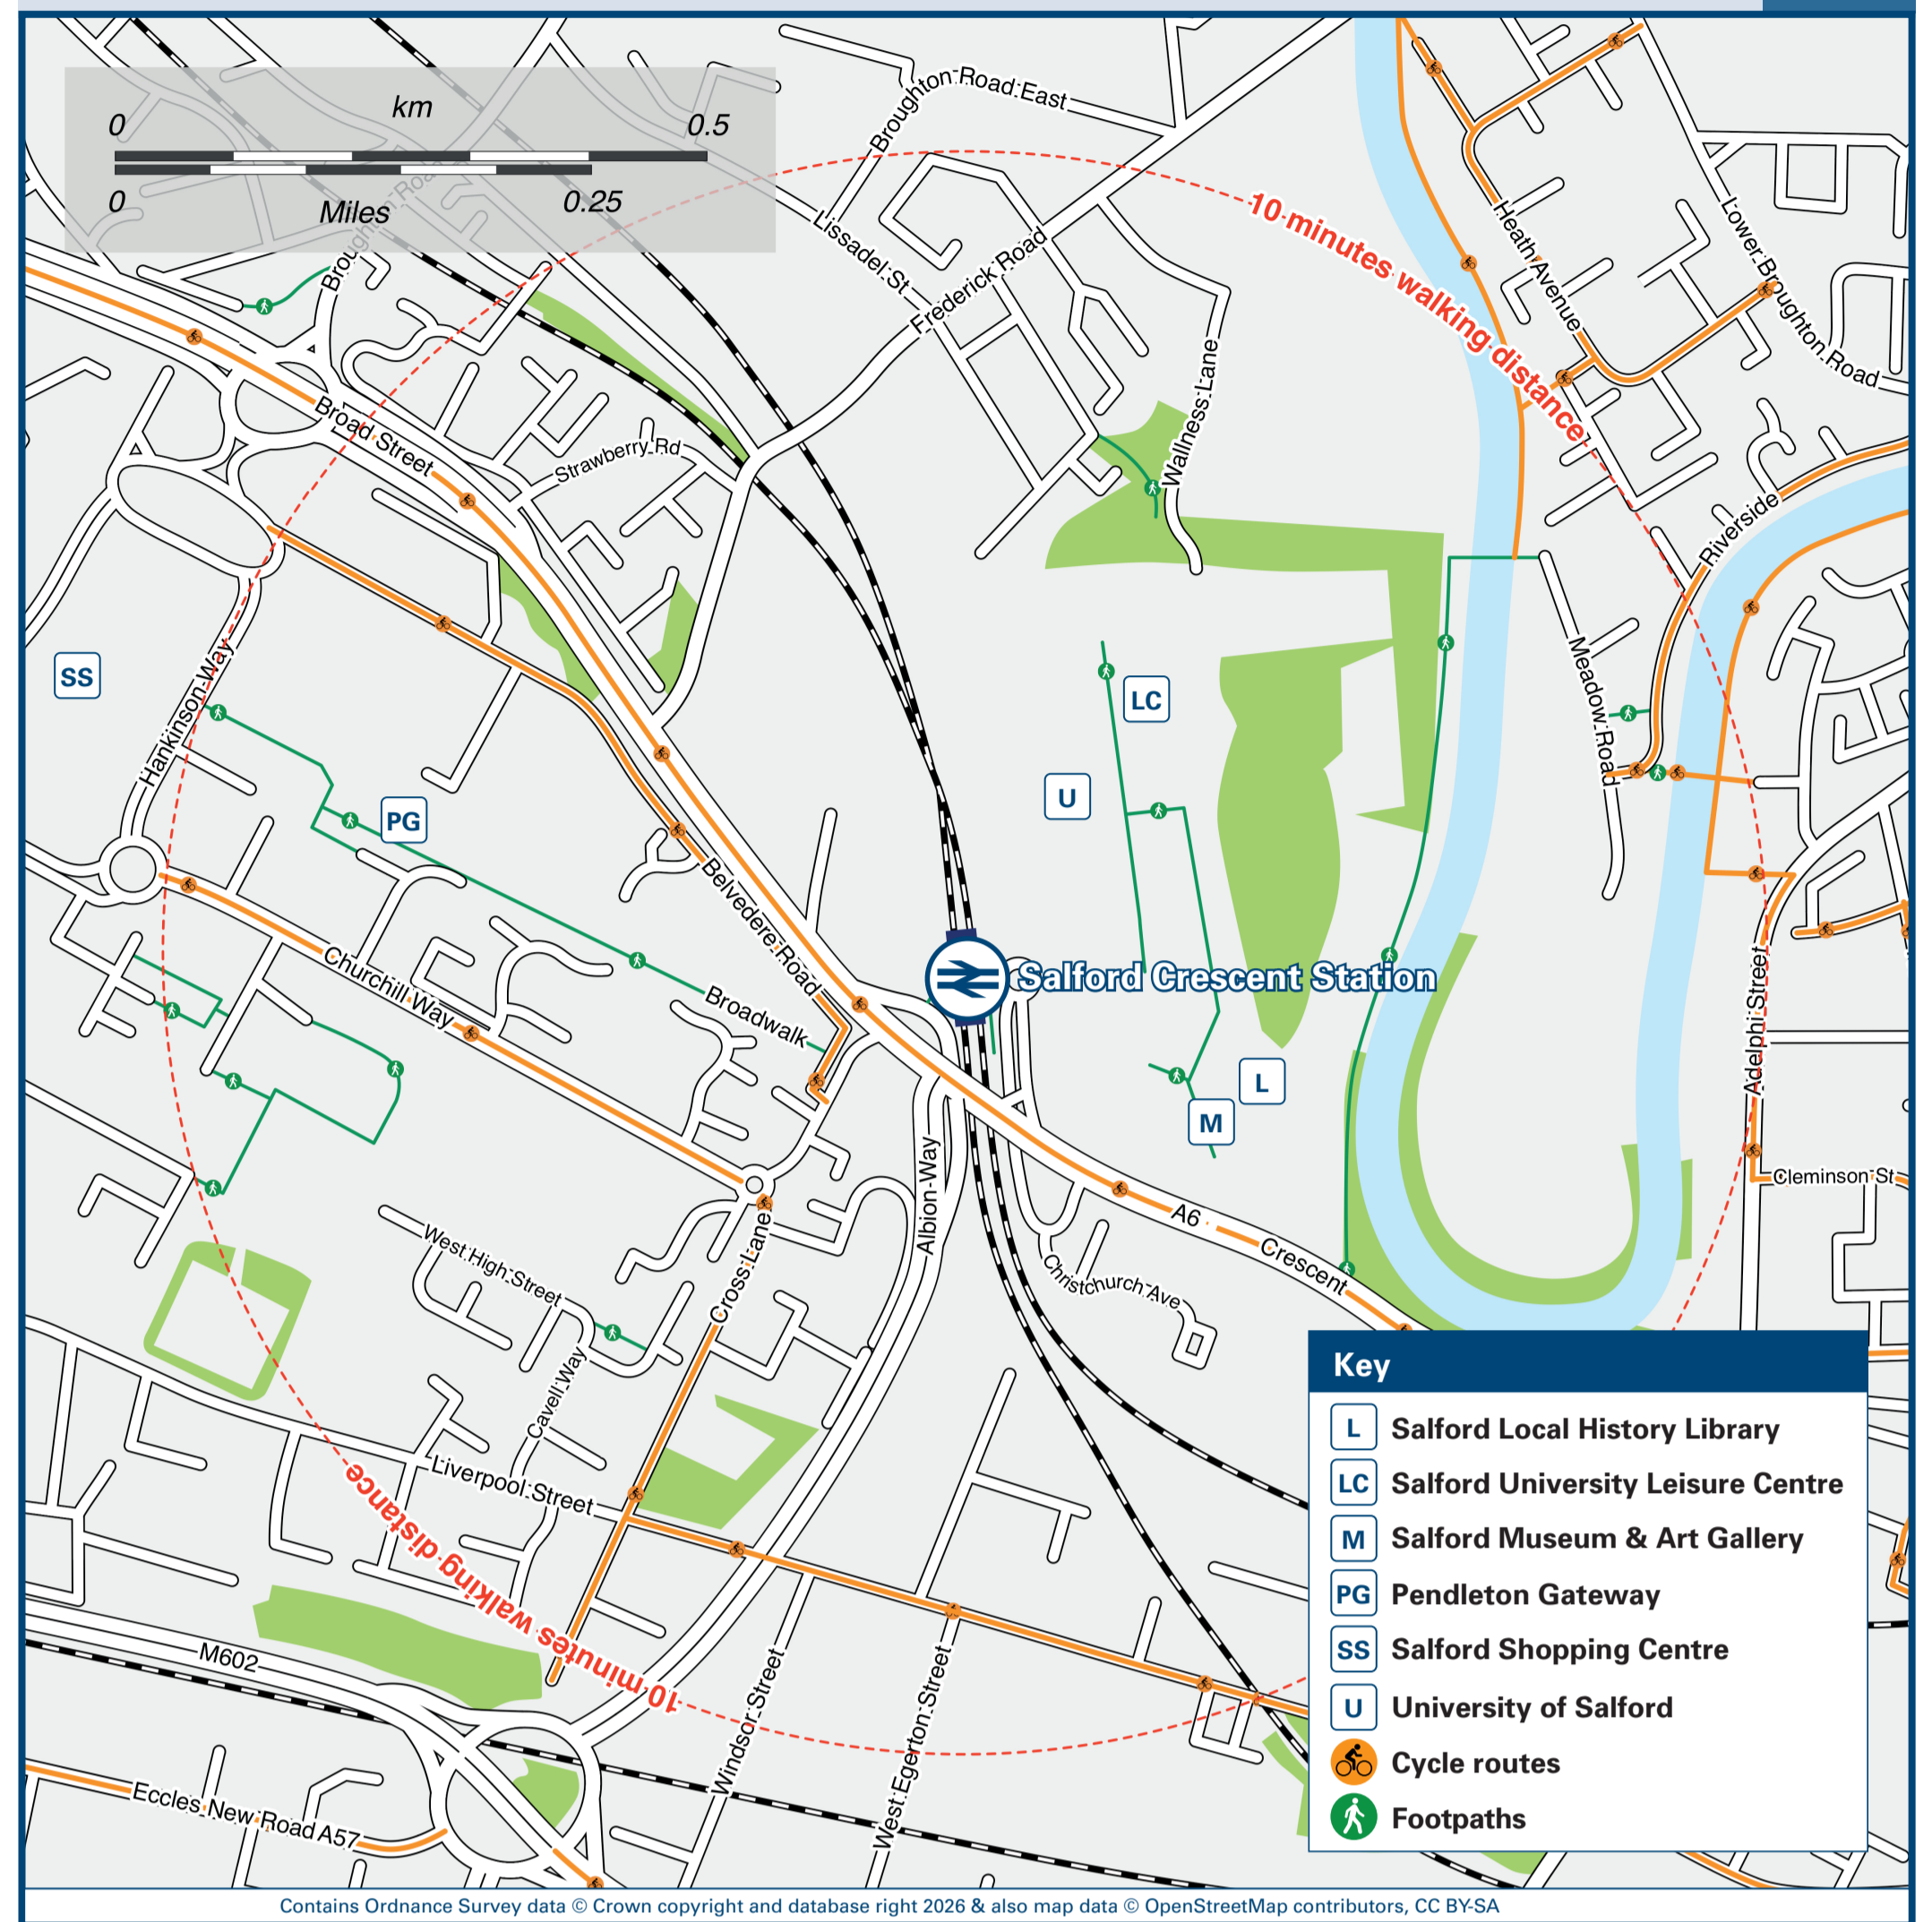 km
0
0.5
0
Miles
0.25
Broughton Road East
Broughton Road
Lissadel St
Frederick Road
10 minutes walking distance
Heath Avenue
Lower Broughton Road
Wallness Lane
Broad Street
Strawberry Rd
Riverside
Hankinson Way
SS
LC
U
PG
Meadow Road
Belvedere Road
Churchill Way
Broadwalk
Salford Crescent Station
Adelphi Street
L
M
Albion Way
Cleminson St
A6
Crescent
West High Street
Cross Lane
Christchurch Ave
Cavell Way
Liverpool Street
10 minutes walking distance
M602
Windsor Street
West Egerton Street
Eccles New Road A57
Key
L Salford Local History Library
LC Salford University Leisure Centre
M Salford Museum & Art Gallery
PG Pendleton Gateway
SS Salford Shopping Centre
U University of Salford
Cycle routes
Footpaths
Contains Ordnance Survey data © Crown copyright and database right 2026 & also map data © OpenStreetMap contributors, CC BY-SA